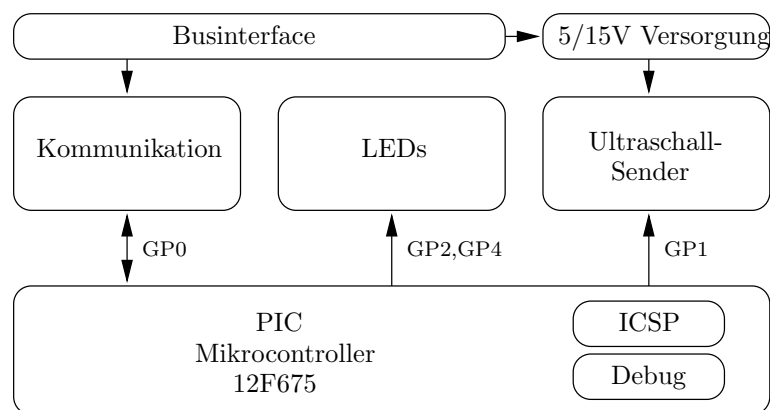 Businterface
5/15V Versorgung
Kommunikation
LEDs
Ultraschall-
Sender
GP0
GP2,GP4
GP1
PIC
Mikrocontroller
12F675
ICSP
Debug